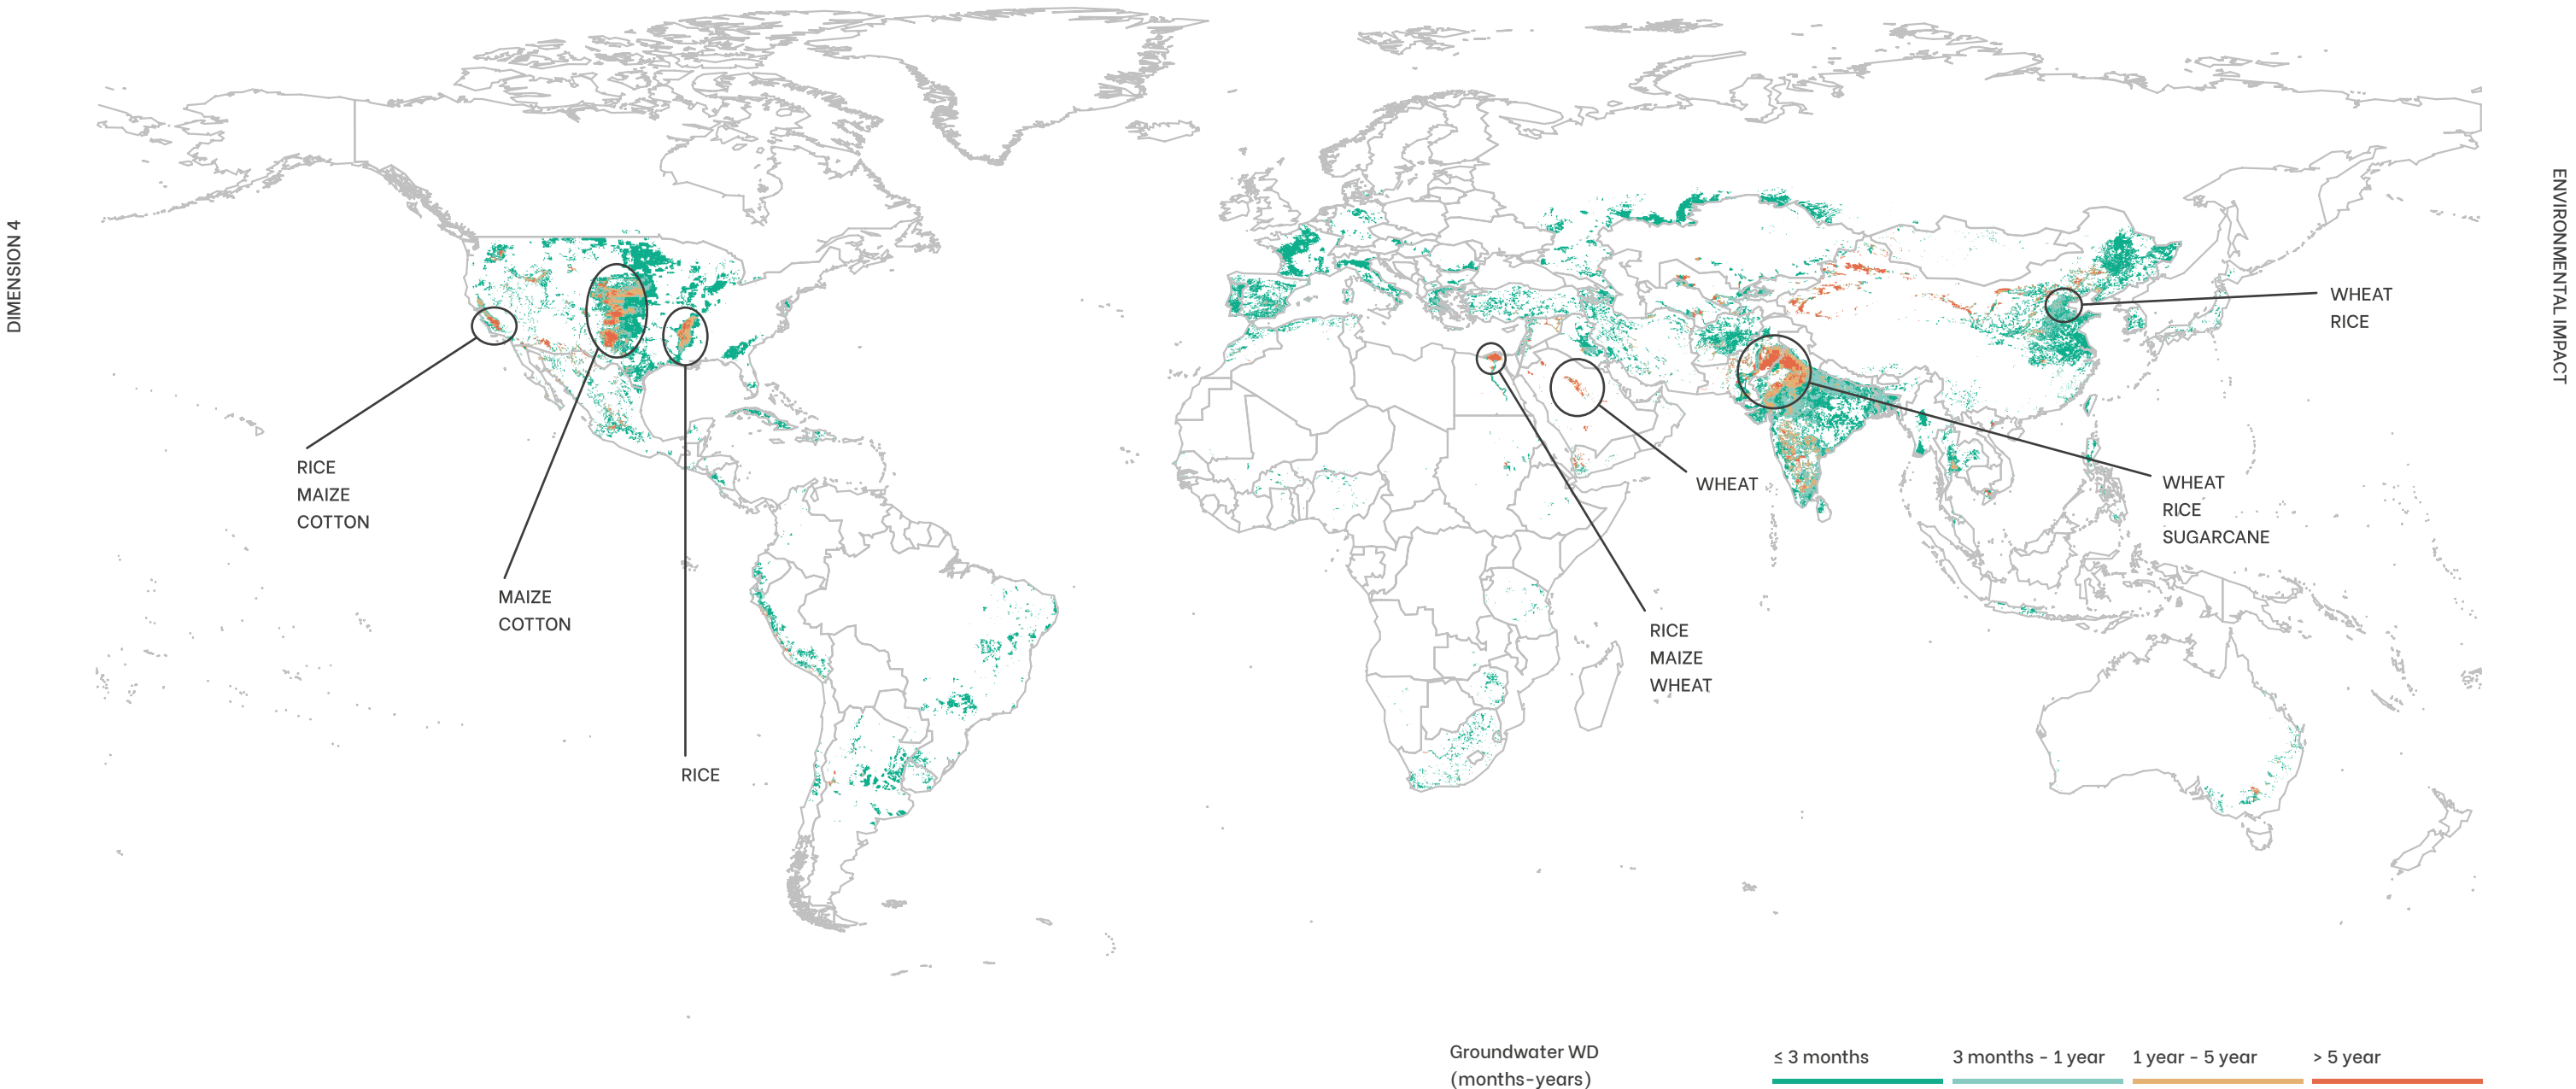 DIMENSION 4
ENVIRONMENTAL IMPACT
WHEAT
RICE
RICE
MAIZE
COTTON
WHEAT
WHEAT
RICE
SUGARCANE
MAIZE
COTTON
RICE
MAIZE
WHEAT
RICE
Groundwater WD
(months-years)
≤ 3 months
3 months - 1 year
1 year - 5 year
> 5 year